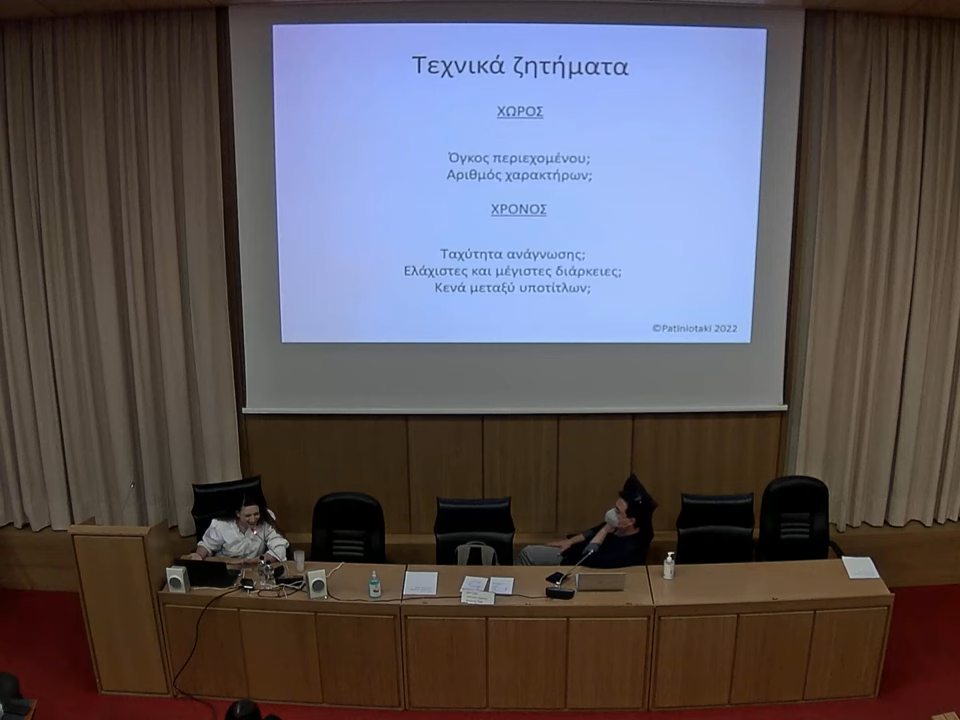 Τεχνικά ζητήματα
ΧΩΡΟΣ
Όγκος περιεχομένου;
Αριθμός χαρακτήρων;
ΧΡΟΝΟΣ
Ταχύτητα ανάγνωσης;
Ελάχιστες και μέγιστες διάρκειες;
Κενά μεταξύ υποτίτλων;
©Patiniotaki 2022